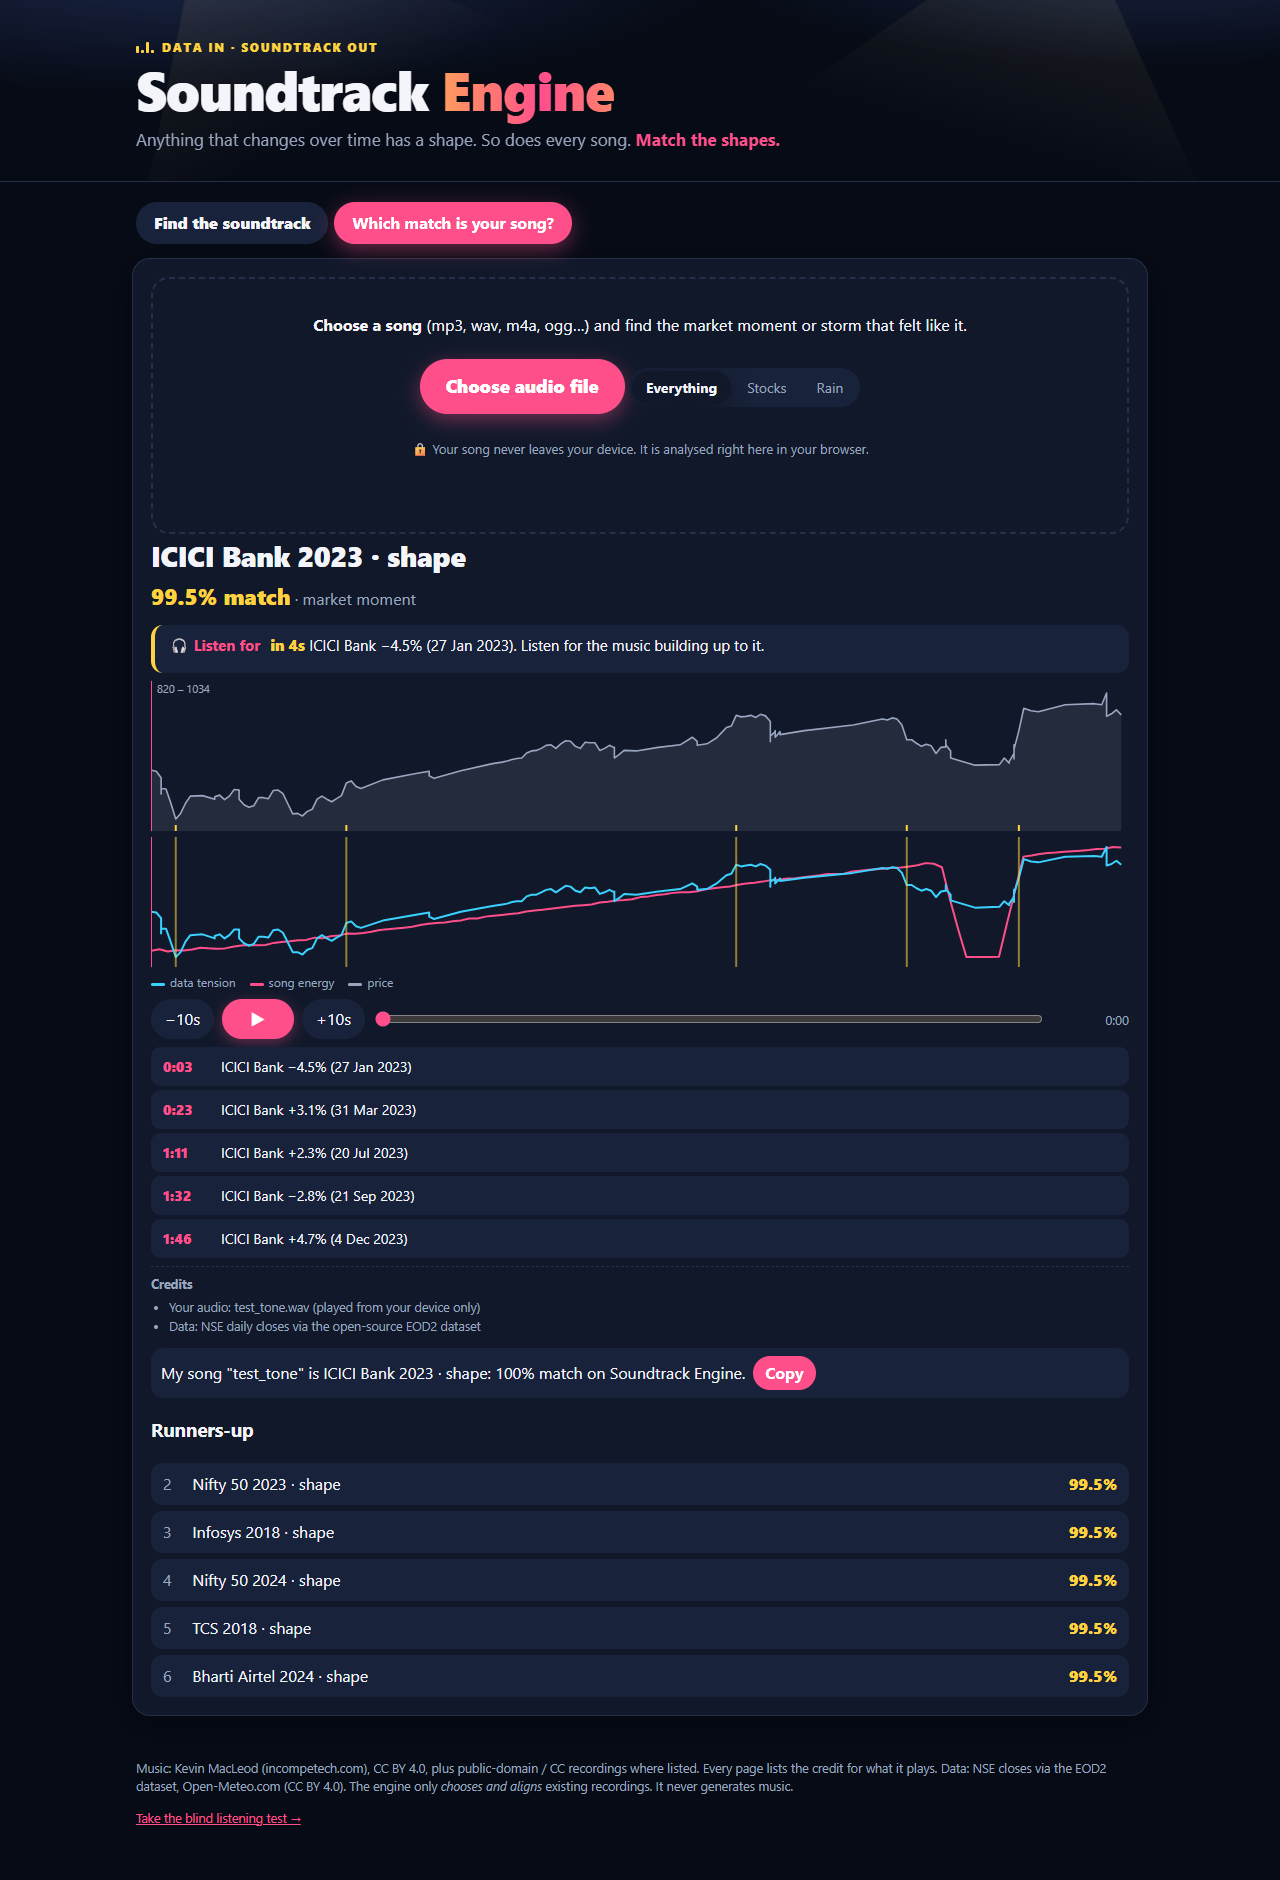 DATA IN · SOUNDTRACK OUT
Soundtrack Engine
Anything that changes over time has a shape. So does every song. Match the shapes.
Find the soundtrack
Which match is your song?
Choose a song (mp3, wav, m4a, ogg...) and find the market moment or storm that felt like it.
Choose audio file
Everything
Stocks
Rain
Your song never leaves your device. It is analysed right here in your browser.
ICICI Bank 2023 · shape
99.5% match · market moment
Listen for in 4s ICICI Bank −4.5% (27 Jan 2023). Listen for the music building up to it.
820 – 1034
data tension
song energy
price
−10s
+10s
0:00
0:03 ICICI Bank −4.5% (27 Jan 2023)
0:23 ICICI Bank +3.1% (31 Mar 2023)
1:11 ICICI Bank +2.3% (20 Jul 2023)
1:32 ICICI Bank −2.8% (21 Sep 2023)
1:46 ICICI Bank +4.7% (4 Dec 2023)
Credits
• Your audio: test_tone.wav (played from your device only)
• Data: NSE daily closes via the open-source EOD2 dataset
My song "test_tone" is ICICI Bank 2023 · shape: 100% match on Soundtrack Engine. Copy
Runners-up
2 Nifty 50 2023 · shape 99.5%
3 Infosys 2018 · shape 99.5%
4 Nifty 50 2024 · shape 99.5%
5 TCS 2018 · shape 99.5%
6 Bharti Airtel 2024 · shape 99.5%
Music: Kevin MacLeod (incompetech.com), CC BY 4.0, plus public-domain / CC recordings where listed. Every page lists the credit for what it plays. Data: NSE closes via the EOD2
dataset, Open-Meteo.com (CC BY 4.0). The engine only chooses and aligns existing recordings. It never generates music.
Take the blind listening test →